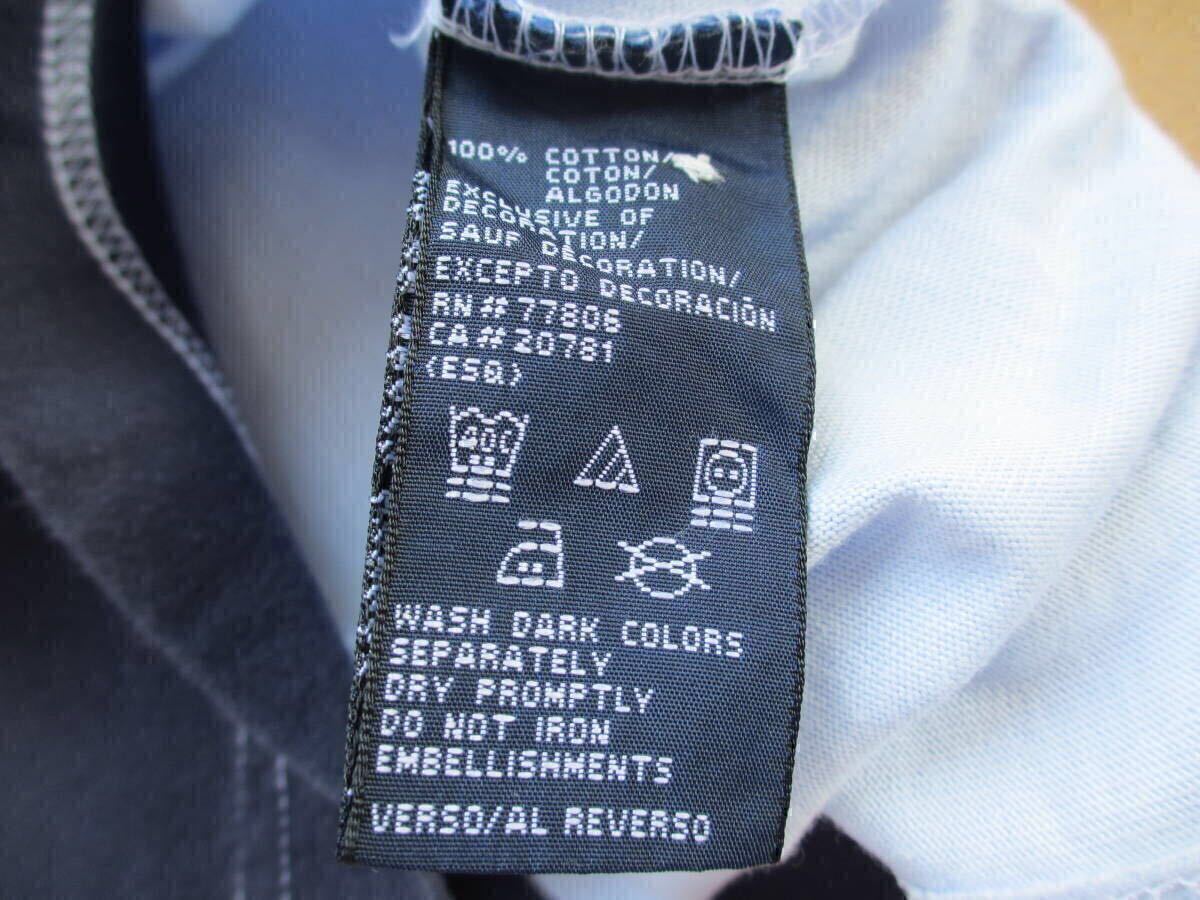 100% COTTON/
COTON/
ALGODON
EXCLUSIVE OF
DECORATION/
SAUF DECORATION/
EXCEPTO DECORACIÓN
RN# 77806
CA# 20781
(ESQ)
40C
WASH DARK COLORS
SEPARATELY
DRY PROMPTLY
DO NOT IRON
EMBELLISHMENTS
VERSO/AL REVERSO